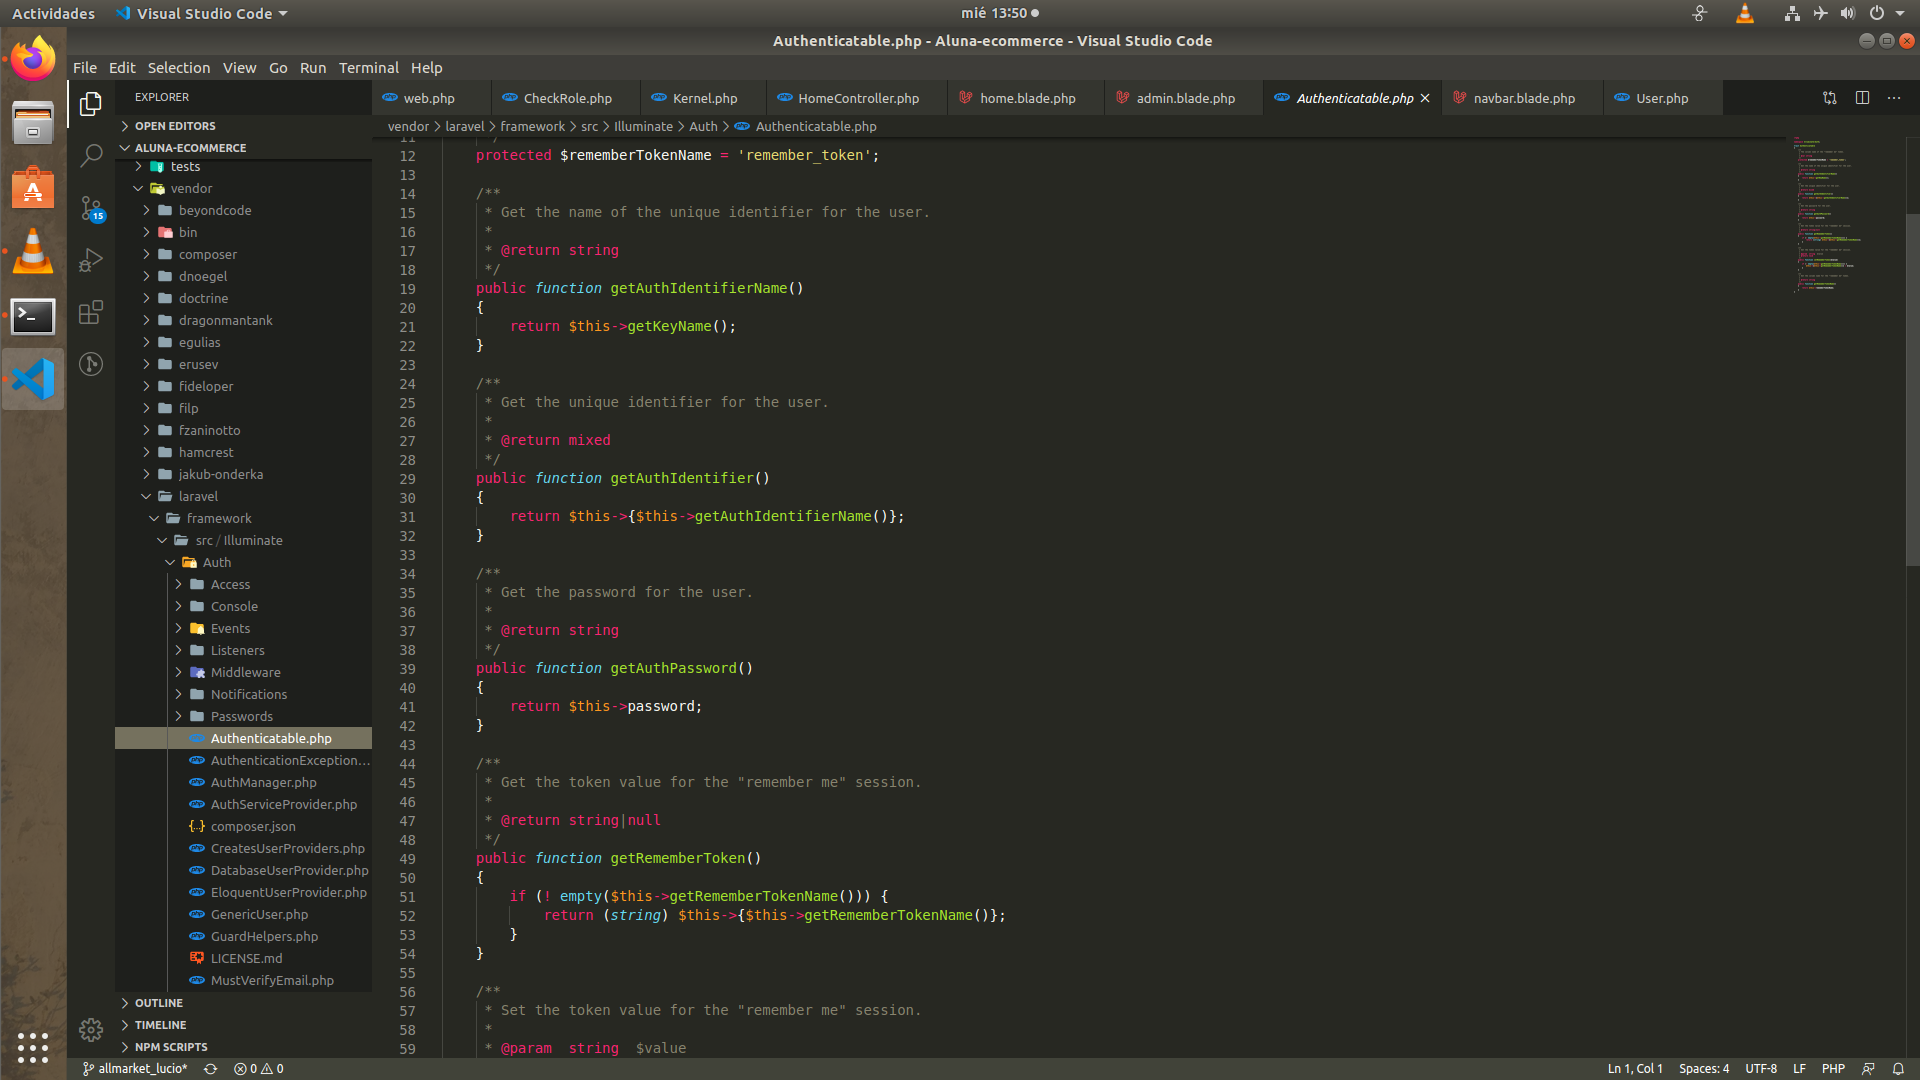 Actividades
Visual Studio Code
mié 13:50
Authenticatable.php - Aluna-ecommerce - Visual Studio Code
File Edit Selection View Go Run Terminal Help
EXPLORER
OPEN EDITORS
ALUNA-ECOMMERCE
tests
vendor
beyondcode
bin
composer
dnoegel
doctrine
dragonmantank
egulias
erusev
fideloper
filp
fzaninotto
hamcrest
jakub-onderka
laravel
framework
src / Illuminate
Auth
Access
Console
Events
Listeners
Middleware
Notifications
Passwords
Authenticatable.php
AuthenticationException...
AuthManager.php
AuthServiceProvider.php
composer.json
CreatesUserProviders.php
DatabaseUserProvider.php
EloquentUserProvider.php
GenericUser.php
GuardHelpers.php
LICENSE.md
MustVerifyEmail.php
OUTLINE
TIMELINE
NPM SCRIPTS
15
web.php CheckRole.php Kernel.php HomeController.php home.blade.php admin.blade.php Authenticatable.php navbar.blade.php User.php
vendor > laravel > framework > src > Illuminate > Auth > Authenticatable.php
11 */
12 protected $rememberTokenName = 'remember_token';
13
14 /**
15 * Get the name of the unique identifier for the user.
16 *
17 * @return string
18 */
19 public function getAuthIdentifierName()
20 {
21 return $this->getKeyName();
22 }
23
24 /**
25 * Get the unique identifier for the user.
26 *
27 * @return mixed
28 */
29 public function getAuthIdentifier()
30 {
31 return $this->{$this->getAuthIdentifierName()};
32 }
33
34 /**
35 * Get the password for the user.
36 *
37 * @return string
38 */
39 public function getAuthPassword()
40 {
41 return $this->password;
42 }
43
44 /**
45 * Get the token value for the "remember me" session.
46 *
47 * @return string|null
48 */
49 public function getRememberToken()
50 {
51 if (! empty($this->getRememberTokenName())) {
52 return (string) $this->{$this->getRememberTokenName()};
53 }
54 }
55
56 /**
57 * Set the token value for the "remember me" session.
58 *
59 * @param string $value
allmarket_lucio* 0 0
Ln 1, Col 1 Spaces: 4 UTF-8 LF PHP